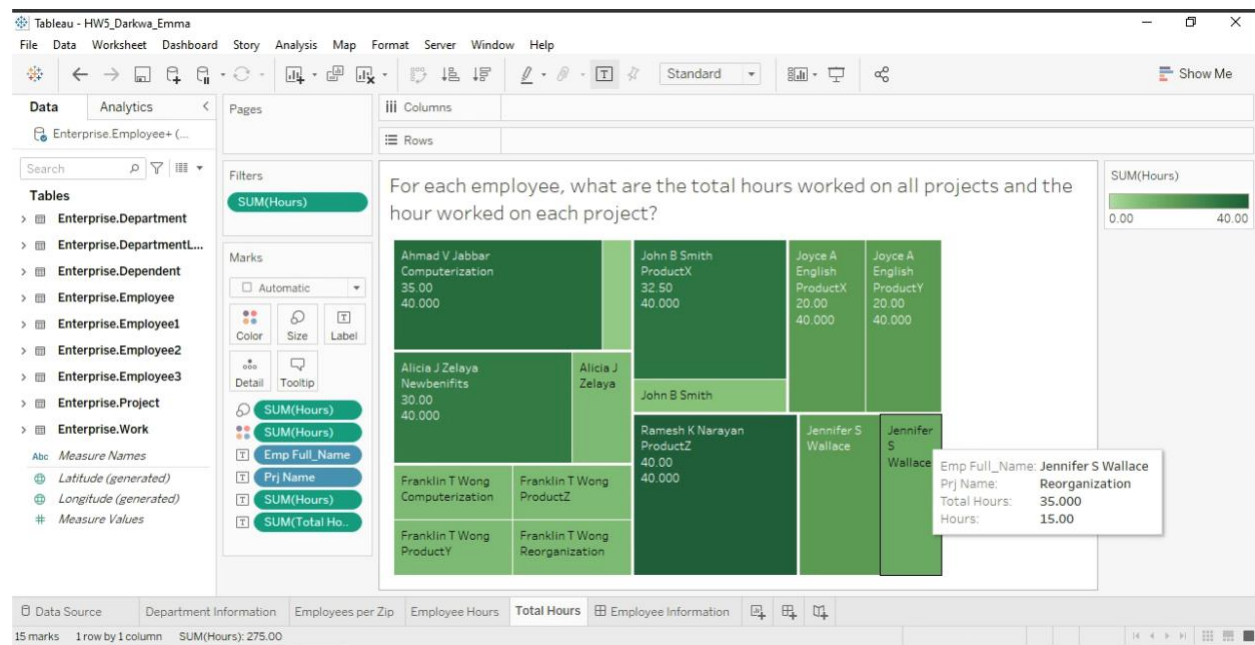 Tableau - HW5_Darkwa_Emma
File Data Worksheet Dashboard Story Analysis Map Format Server Window Help
Standard
Show Me
Data Analytics
Enterprise.Employee+ (...
Search
Tables
Enterprise.Department
Enterprise.DepartmentL...
Enterprise.Dependent
Enterprise.Employee
Enterprise.Employee1
Enterprise.Employee2
Enterprise.Employee3
Enterprise.Project
Enterprise.Work
Abc Measure Names
Latitude (generated)
Longitude (generated)
# Measure Values
Pages
Filters
SUM(Hours)
Marks
Automatic
Color Size Label
Detail Tooltip
SUM(Hours)
SUM(Hours)
T Emp Full_Name
T Prj Name
T SUM(Hours)
T SUM(Total Ho..
Columns
Rows
For each employee, what are the total hours worked on all projects and the
hour worked on each project?
Ahmad V Jabbar
Computerization
35.00
40.000
Alicia J Zelaya
Newbenifits
30.00
40.000
Alicia J
Zelaya
Franklin T Wong
Computerization
Franklin T Wong
ProductZ
Franklin T Wong
ProductY
Franklin T Wong
Reorganization
John B Smith
ProductX
32.50
40.000
John B Smith
Ramesh K Narayan
ProductZ
40.00
40.000
Joyce A
English
ProductX
20.00
40.000
Joyce A
English
ProductY
20.00
40.000
Jennifer S
Wallace
Jennifer
S
Wallace
Emp Full_Name: Jennifer S Wallace
Prj Name: Reorganization
Total Hours: 35.000
Hours: 15.00
SUM(Hours)
0.00 40.00
Data Source Department Information Employees per Zip Employee Hours Total Hours Employee Information
15 marks 1 row by 1 column SUM(Hours): 275.00